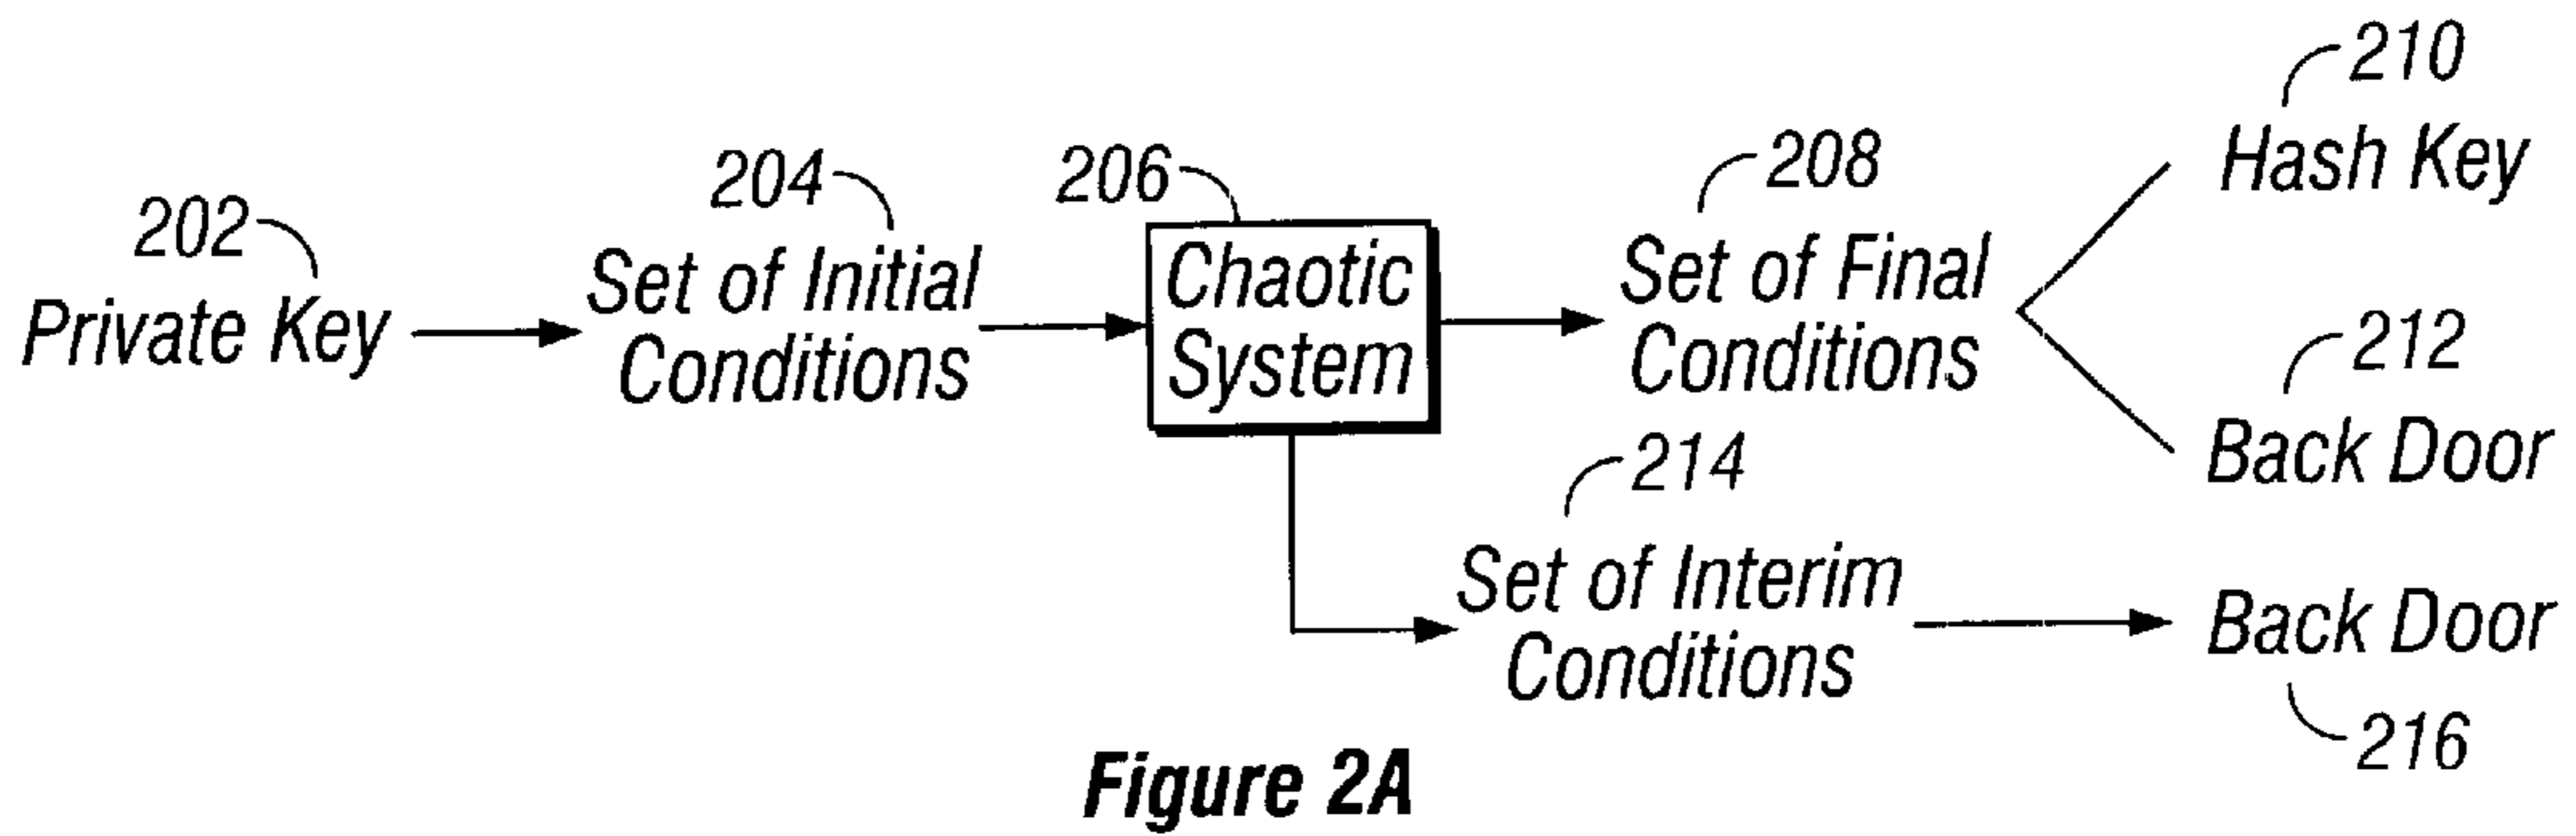 210
Hash Key
208
204
206
202
Set of Final
Conditions
Chaotic
System
Set of Initial
Conditions
Private Key
212
Back Door
214
Set of Interim
Conditions
Back Door
216
Figure 2A